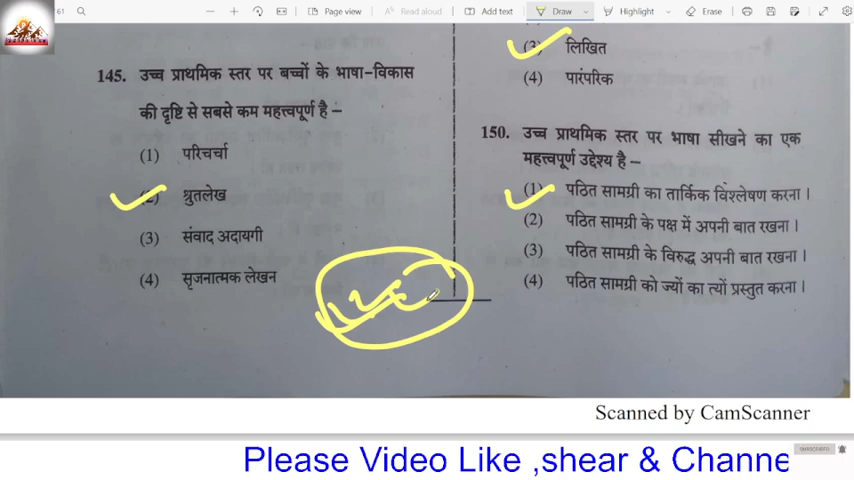 61
Page view
Read aloud
Add text
Draw
Highlight
Erase
145. उच्च प्राथमिक स्तर पर बच्चों के भाषा-विकास
की दृष्टि से सबसे कम महत्त्वपूर्ण है –
(1) परिचर्चा
(2) श्रुतलेख
(3) संवाद अदायगी
(4) सृजनात्मक लेखन
(3) लिखित
(4) पारंपरिक
150. उच्च प्राथमिक स्तर पर भाषा सीखने का एक
महत्त्वपूर्ण उद्देश्य है –
(1) पठित सामग्री का तार्किक विश्लेषण करना।
(2) पठित सामग्री के पक्ष में अपनी बात रखना।
(3) पठित सामग्री के विरुद्ध अपनी बात रखना।
(4) पठित सामग्री को ज्यों का त्यों प्रस्तुत करना।
Scanned by CamScanner
Please Video Like ,shear & Channe